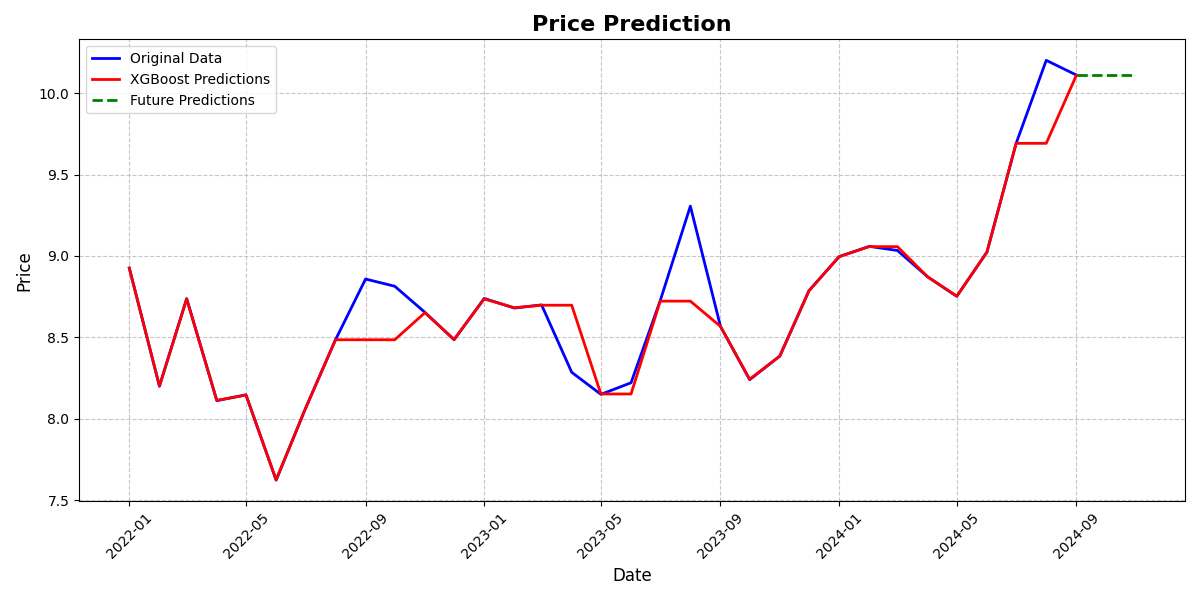 Price Prediction
Original Data
XGBoost Predictions
Future Predictions
Price
10.0
9.5
9.0
8.5
8.0
7.5
2022-01
2022-05
2022-09
2023-01
2023-05
2023-09
2024-01
2024-05
2024-09
Date